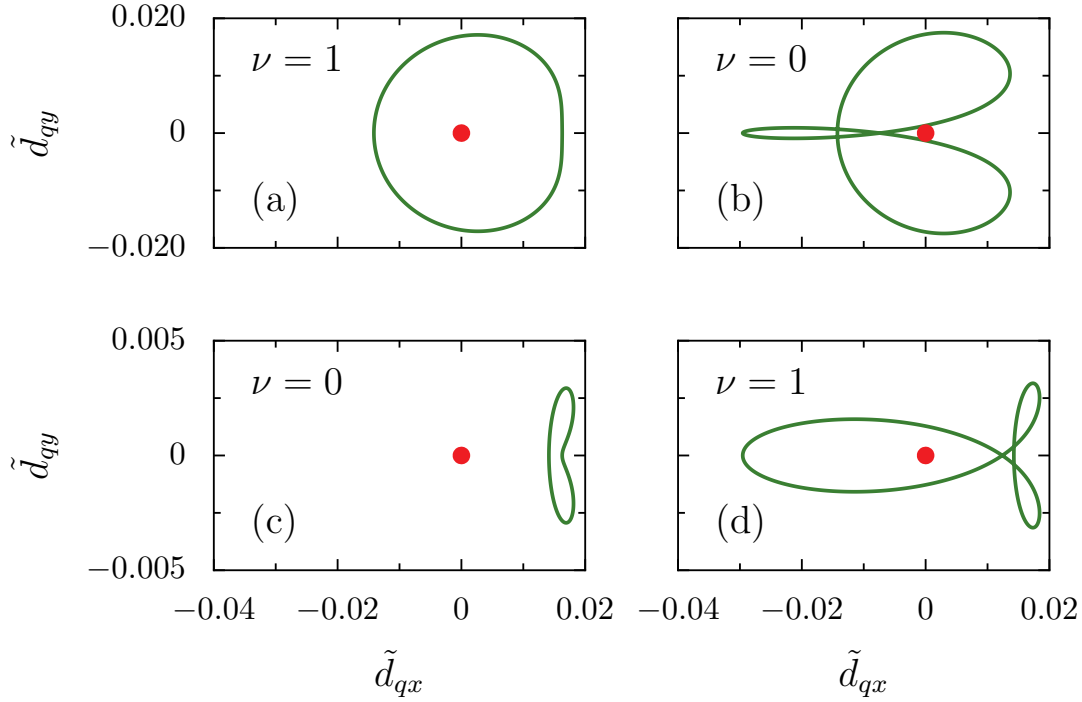 0.020
0
−0.020
d̃_{qy}
ν = 1
(a)
ν = 0
(b)
0.005
0
−0.005
d̃_{qy}
ν = 0
(c)
ν = 1
(d)
−0.04 −0.02 0 0.02
−0.04 −0.02 0 0.02
d̃_{qx}
d̃_{qx}